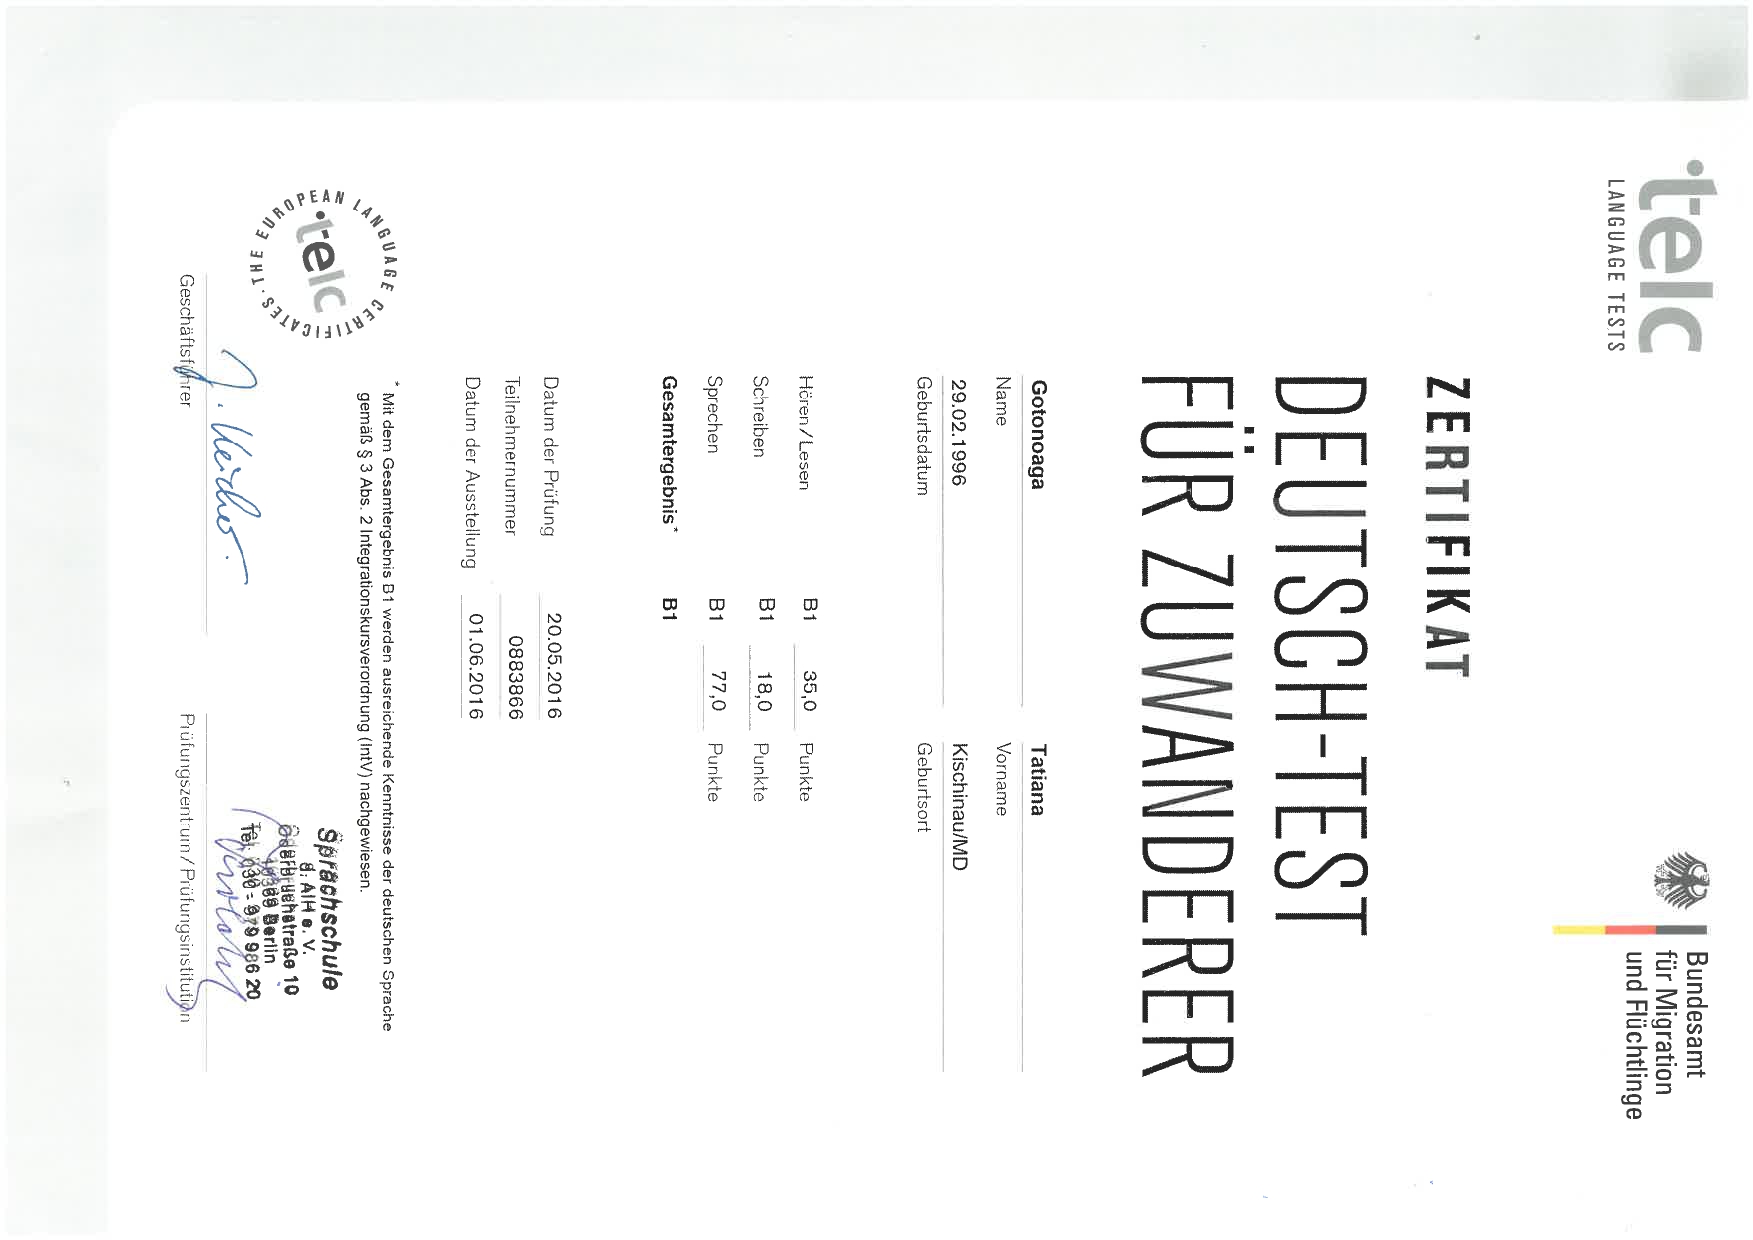 telc
LANGUAGE TESTS
Bundesamt
für Migration
und Flüchtlinge
ZERTIFIKAT
DEUTSCH-TEST
FÜR ZUWANDERER
Gotonoaga Tatiana
Name Vorname
29.02.1996 Kischinau/MD
Geburtsdatum Geburtsort
Hören / Lesen B1 35,0 Punkte
Schreiben B1 18,0 Punkte
Sprechen B1 77,0 Punkte
Gesamtergebnis* B1
Datum der Prüfung 20.05.2016
Teilnehmernummer 0883866
Datum der Ausstellung 01.06.2016
* Mit dem Gesamtergebnis B1 werden ausreichende Kenntnisse der deutschen Sprache
gemäß § 3 Abs. 2 Integrationskursverordnung (IntV) nachgewiesen.
THE EUROPEAN LANGUAGE CERTIFICATES.
telc
Sprachschule
d. AIH e. V.
Oderbruchstraße 10
10369 Berlin
Tel: 030 - 979 986 20
Geschäftsführer Prüfungszentrum / Prüfungsinstitution